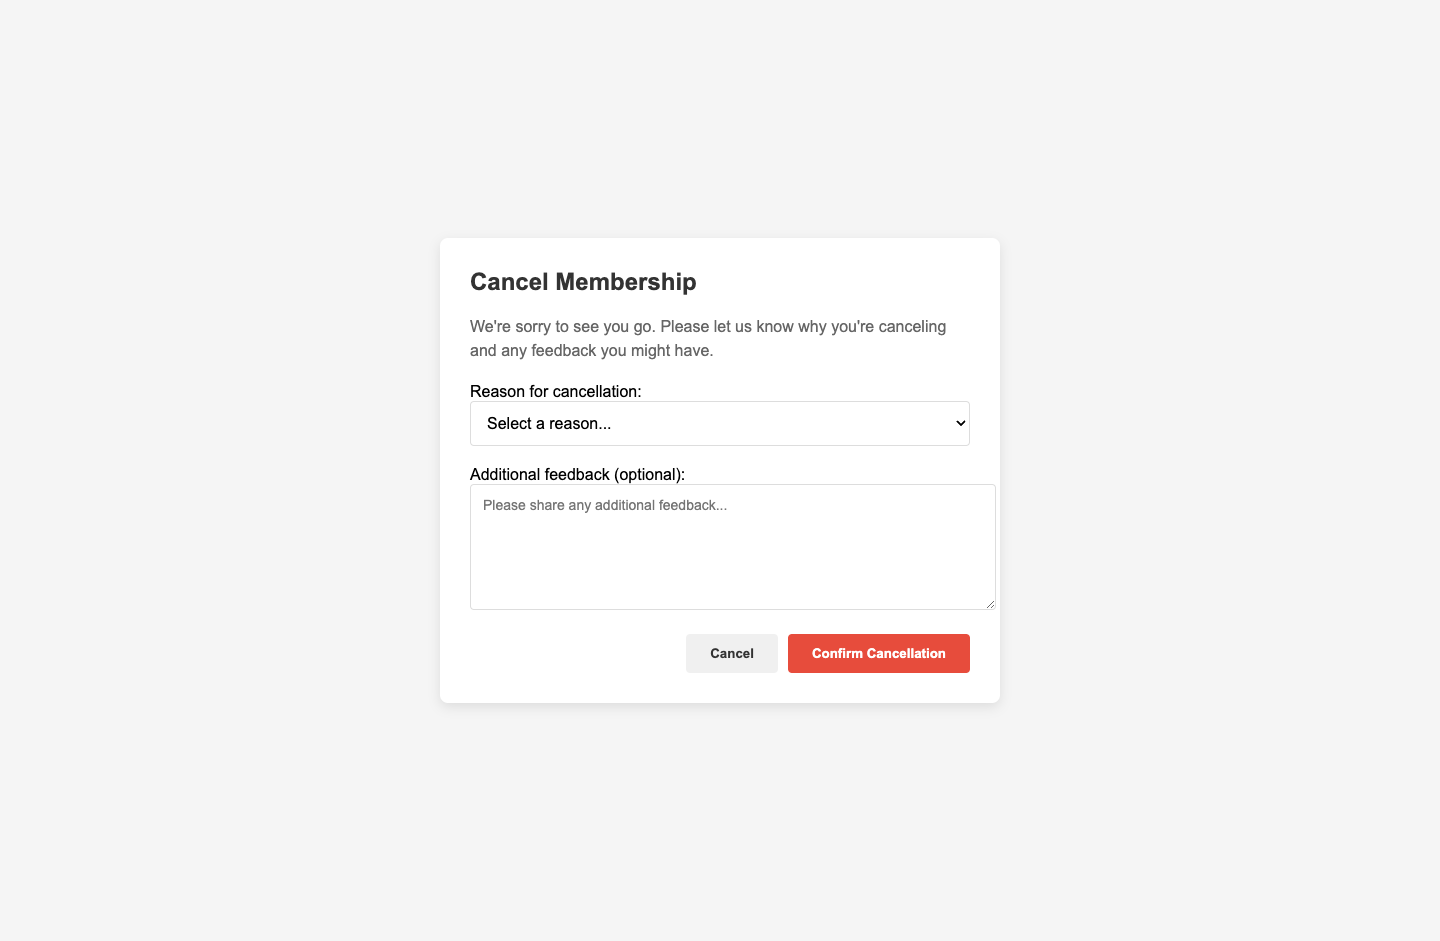 Cancel Membership
We're sorry to see you go. Please let us know why you're canceling
and any feedback you might have.
Reason for cancellation:
Select a reason...
Additional feedback (optional):
Please share any additional feedback...
Cancel
Confirm Cancellation